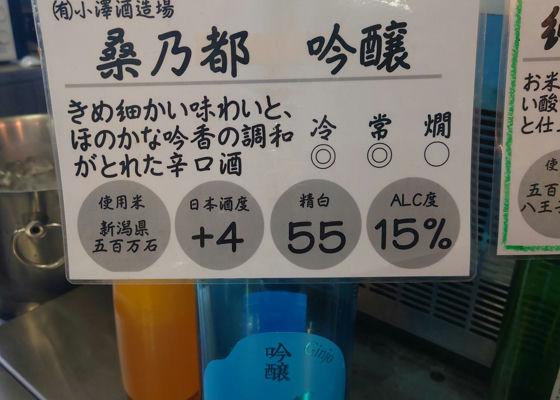 ㈲小澤酒造場
桑乃都 吟醸
きめ細かい味わいと、
ほのかな吟香の調和
がとれた辛口酒
冷 常 燗
◎ ◎ ○
使用米
新潟県
五百万石
日本酒度
+4
精白
55
ALC度
15%
吟醸
Ginjo
お米
い酸
と仕
使
五百
八王子